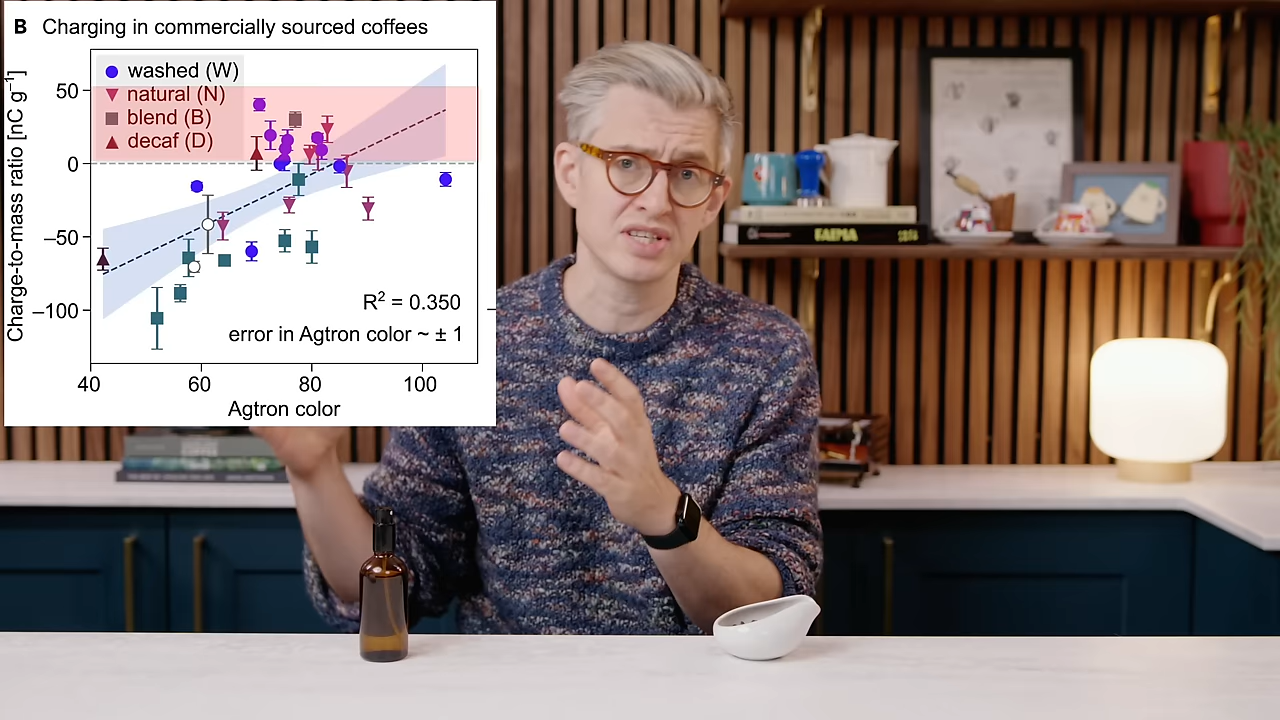 B Charging in commercially sourced coffees
Charge-to-mass ratio [nC g⁻¹]
50
0
−50
−100
washed (W)
natural (N)
blend (B)
decaf (D)
R² = 0.350
error in Agtron color ~ ± 1
40 60 80 100
Agtron color
FAEMA